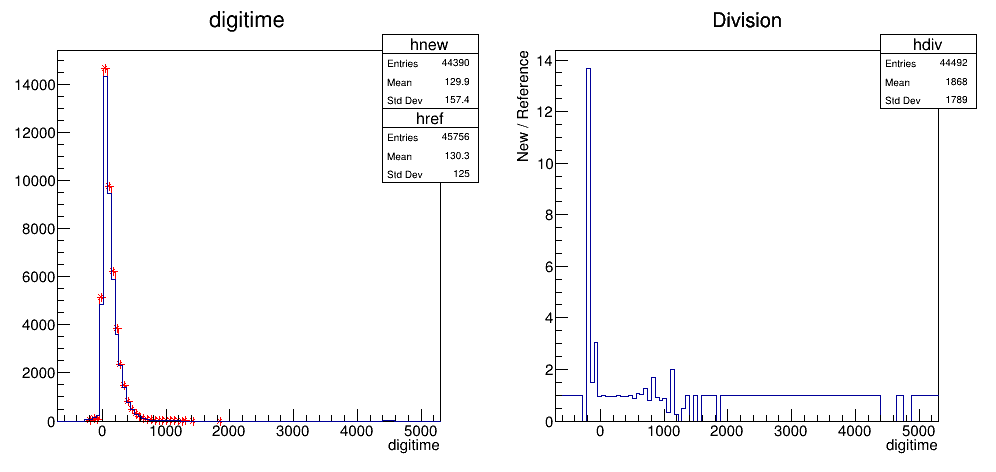 digitime
hnew
Entries 44390
Mean 129.9
Std Dev 157.4
href
Entries 45756
Mean 130.3
Std Dev 125
14000
12000
10000
8000
6000
4000
2000
0
0 1000 2000 3000 4000 5000
digitime
Division
hdiv
Entries 44492
Mean 1868
Std Dev 1789
New / Reference
14
12
10
8
6
4
2
0
0 1000 2000 3000 4000 5000
digitime